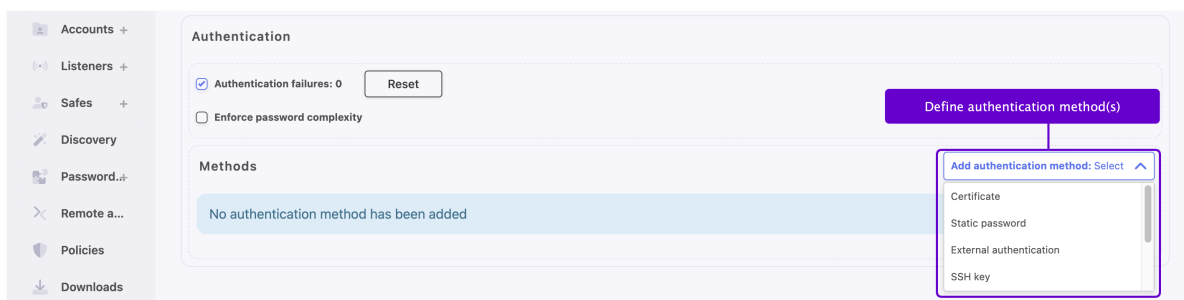 Accounts +
Listeners +
Safes +
Discovery
Password..+
Remote a...
Policies
Downloads
Authentication
Authentication failures: 0 Reset
Enforce password complexity
Define authentication method(s)
Methods
Add authentication method: Select
No authentication method has been added
Certificate
Static password
External authentication
SSH key